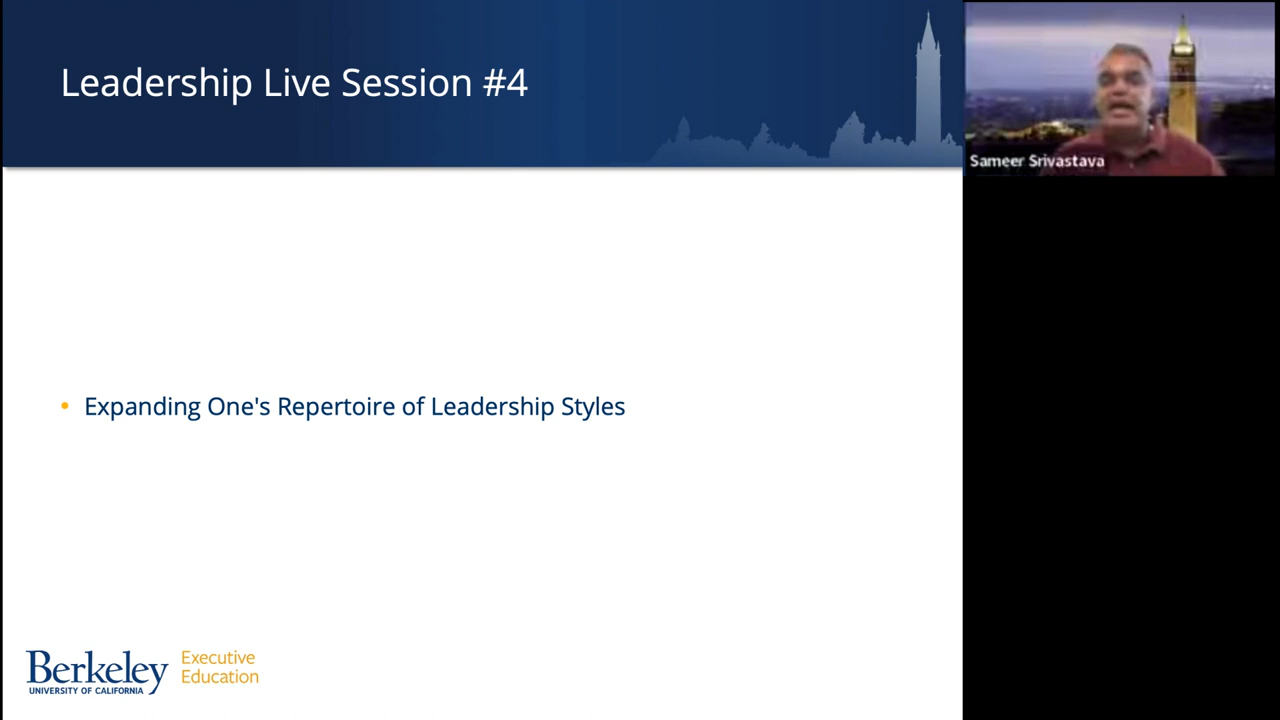 Leadership Live Session #4
Sameer Srivastava
• Expanding One's Repertoire of Leadership Styles
Berkeley
UNIVERSITY OF CALIFORNIA
Executive
Education